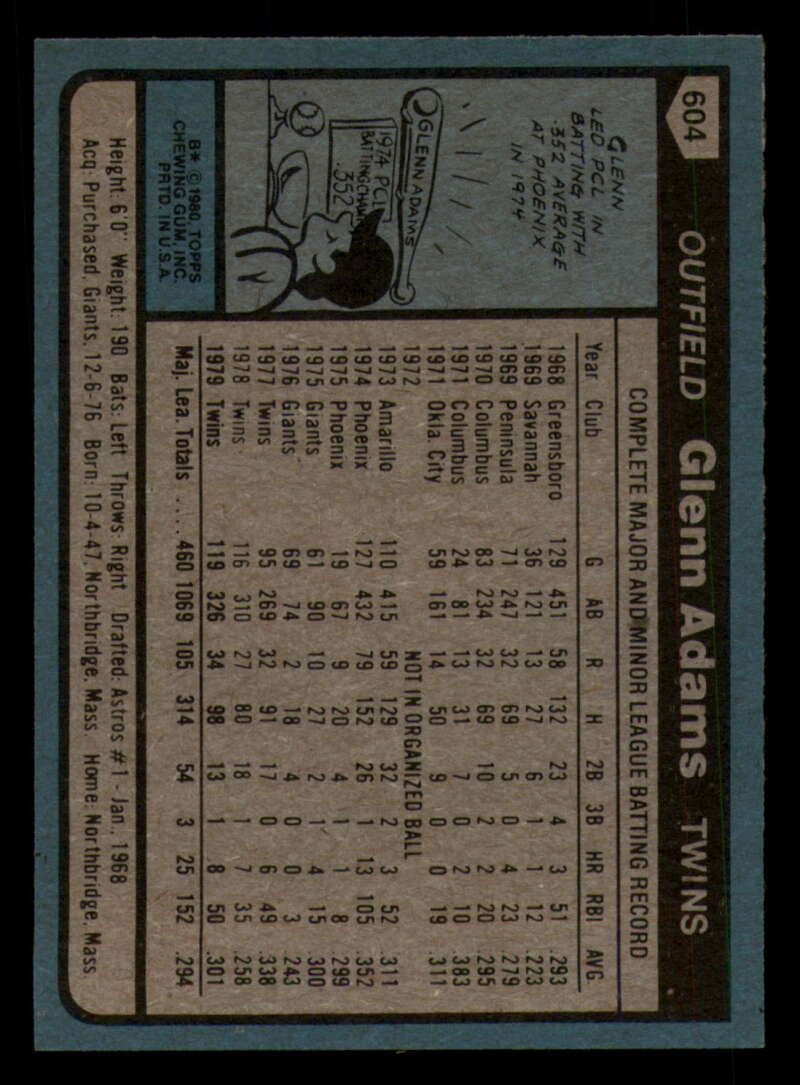 604 OUTFIELD Glenn Adams TWINS
GLENN
LED PCL IN
BATTING WITH
.352 AVERAGE
AT PHOENIX
IN 1974
GLENN ADAMS
1974 PCL
BATTING CHAMP
.352
B* © 1980 TOPPS
CHEWING GUM, INC.
PRTD. IN U.S.A.
COMPLETE MAJOR AND MINOR LEAGUE BATTING RECORD
Year Club G AB R H 2B 3B HR RBI AVG
1968 Greensboro 129 451 58 132 23 4 3 51 .293
1969 Savannah 36 121 13 27 6 1 1 12 .223
1969 Peninsula 71 247 32 69 5 0 4 23 .279
1970 Columbus 83 234 32 69 10 2 2 20 .295
1971 Columbus 24 81 13 31 7 0 2 10 .383
1971 Okla. City 59 161 14 50 9 0 0 19 .311
1972 NOT IN ORGANIZED BALL
1973 Amarillo 110 415 59 129 32 2 3 52 .311
1974 Phoenix 127 432 79 152 26 1 13 105 .352
1975 Phoenix 19 67 9 20 4 1 1 8 .299
1975 Giants 61 90 10 27 2 1 4 15 .300
1976 Giants 69 74 2 18 4 0 0 3 .243
1977 Twins 95 269 32 91 17 0 6 49 .338
1978 Twins 116 310 27 80 18 1 7 35 .258
1979 Twins 119 326 34 98 13 1 8 50 .301
Maj. Lea. Totals .... 460 1069 105 314 54 3 25 152 .294
Height: 6'0" Weight: 190 Bats: Left Throws: Right Drafted: Astros #1 - Jan., 1968
Acq: Purchased, Giants, 12-6-76 Born: 10-4-47, Northbridge, Mass Home: Northbridge, Mass.